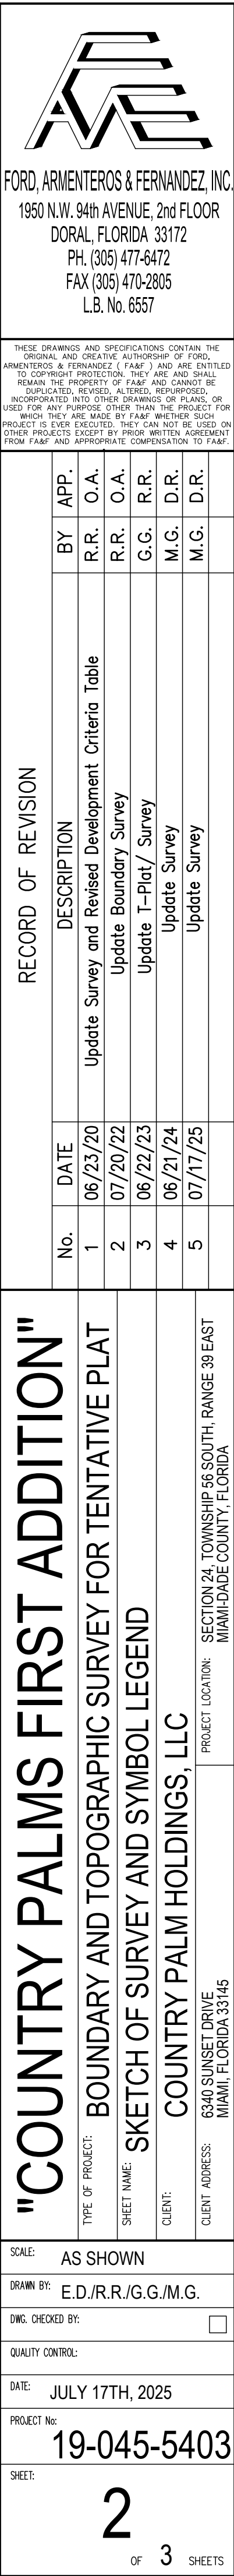 FORD, ARMENTEROS & FERNANDEZ, INC.
1950 N.W. 94th AVENUE, 2nd FLOOR
DORAL, FLORIDA 33172
PH. (305) 477-6472
FAX (305) 470-2805
L.B. No. 6557
THESE DRAWINGS AND SPECIFICATIONS CONTAIN THE
ORIGINAL AND CREATIVE AUTHORSHIP OF FORD,
ARMENTEROS & FERNANDEZ ( FA&F ) AND ARE ENTITLED
TO COPYRIGHT PROTECTION. THEY ARE AND SHALL
REMAIN THE PROPERTY OF FA&F AND CANNOT BE
DUPLICATED, REVISED, ALTERED, REPURPOSED,
INCORPORATED INTO OTHER DRAWINGS OR PLANS, OR
USED FOR ANY PURPOSE OTHER THAN THE PROJECT FOR
WHICH THEY ARE MADE BY FA&F WHETHER SUCH
PROJECT IS EVER EXECUTED. THEY CAN NOT BE USED ON
OTHER PROJECTS EXCEPT BY PRIOR WRITTEN AGREEMENT
FROM FA&F AND APPROPRIATE COMPENSATION TO FA&F.
RECORD OF REVISION
No. DATE DESCRIPTION BY APP.
1 06/23/20 Update Survey and Revised Development Criteria Table R.R. O.A.
2 07/20/22 Update Boundary Survey R.R. O.A.
3 06/22/23 Update T-Plat/ Survey G.G. R.R.
4 06/21/24 Update Survey M.G. D.R.
5 07/17/25 Update Survey M.G. D.R.
"COUNTRY PALMS FIRST ADDITION"
TYPE OF PROJECT: BOUNDARY AND TOPOGRAPHIC SURVEY FOR TENTATIVE PLAT
SHEET NAME: SKETCH OF SURVEY AND SYMBOL LEGEND
CLIENT: COUNTRY PALM HOLDINGS, LLC
CLIENT ADDRESS: 6340 SUNSET DRIVE
MIAMI, FLORIDA 33145
PROJECT LOCATION: SECTION 24, TOWNSHIP 56 SOUTH, RANGE 39 EAST
MIAMI-DADE COUNTY, FLORIDA
SCALE: AS SHOWN
DRAWN BY: E.D./R.R./G.G./M.G.
DWG. CHECKED BY:
QUALITY CONTROL:
DATE: JULY 17TH, 2025
PROJECT No:
19-045-5403
SHEET:
2
OF 3 SHEETS